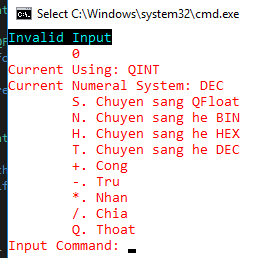 Select C:\Windows\system32\cmd.exe
Invalid Input
0
Current Using: QINT
Current Numeral System: DEC
S. Chuyen sang QFloat
N. Chuyen sang he BIN
H. Chuyen sang he HEX
T. Chuyen sang he DEC
+. Cong
-. Tru
*. Nhan
/. Chia
Q. Thoat
Input Command: